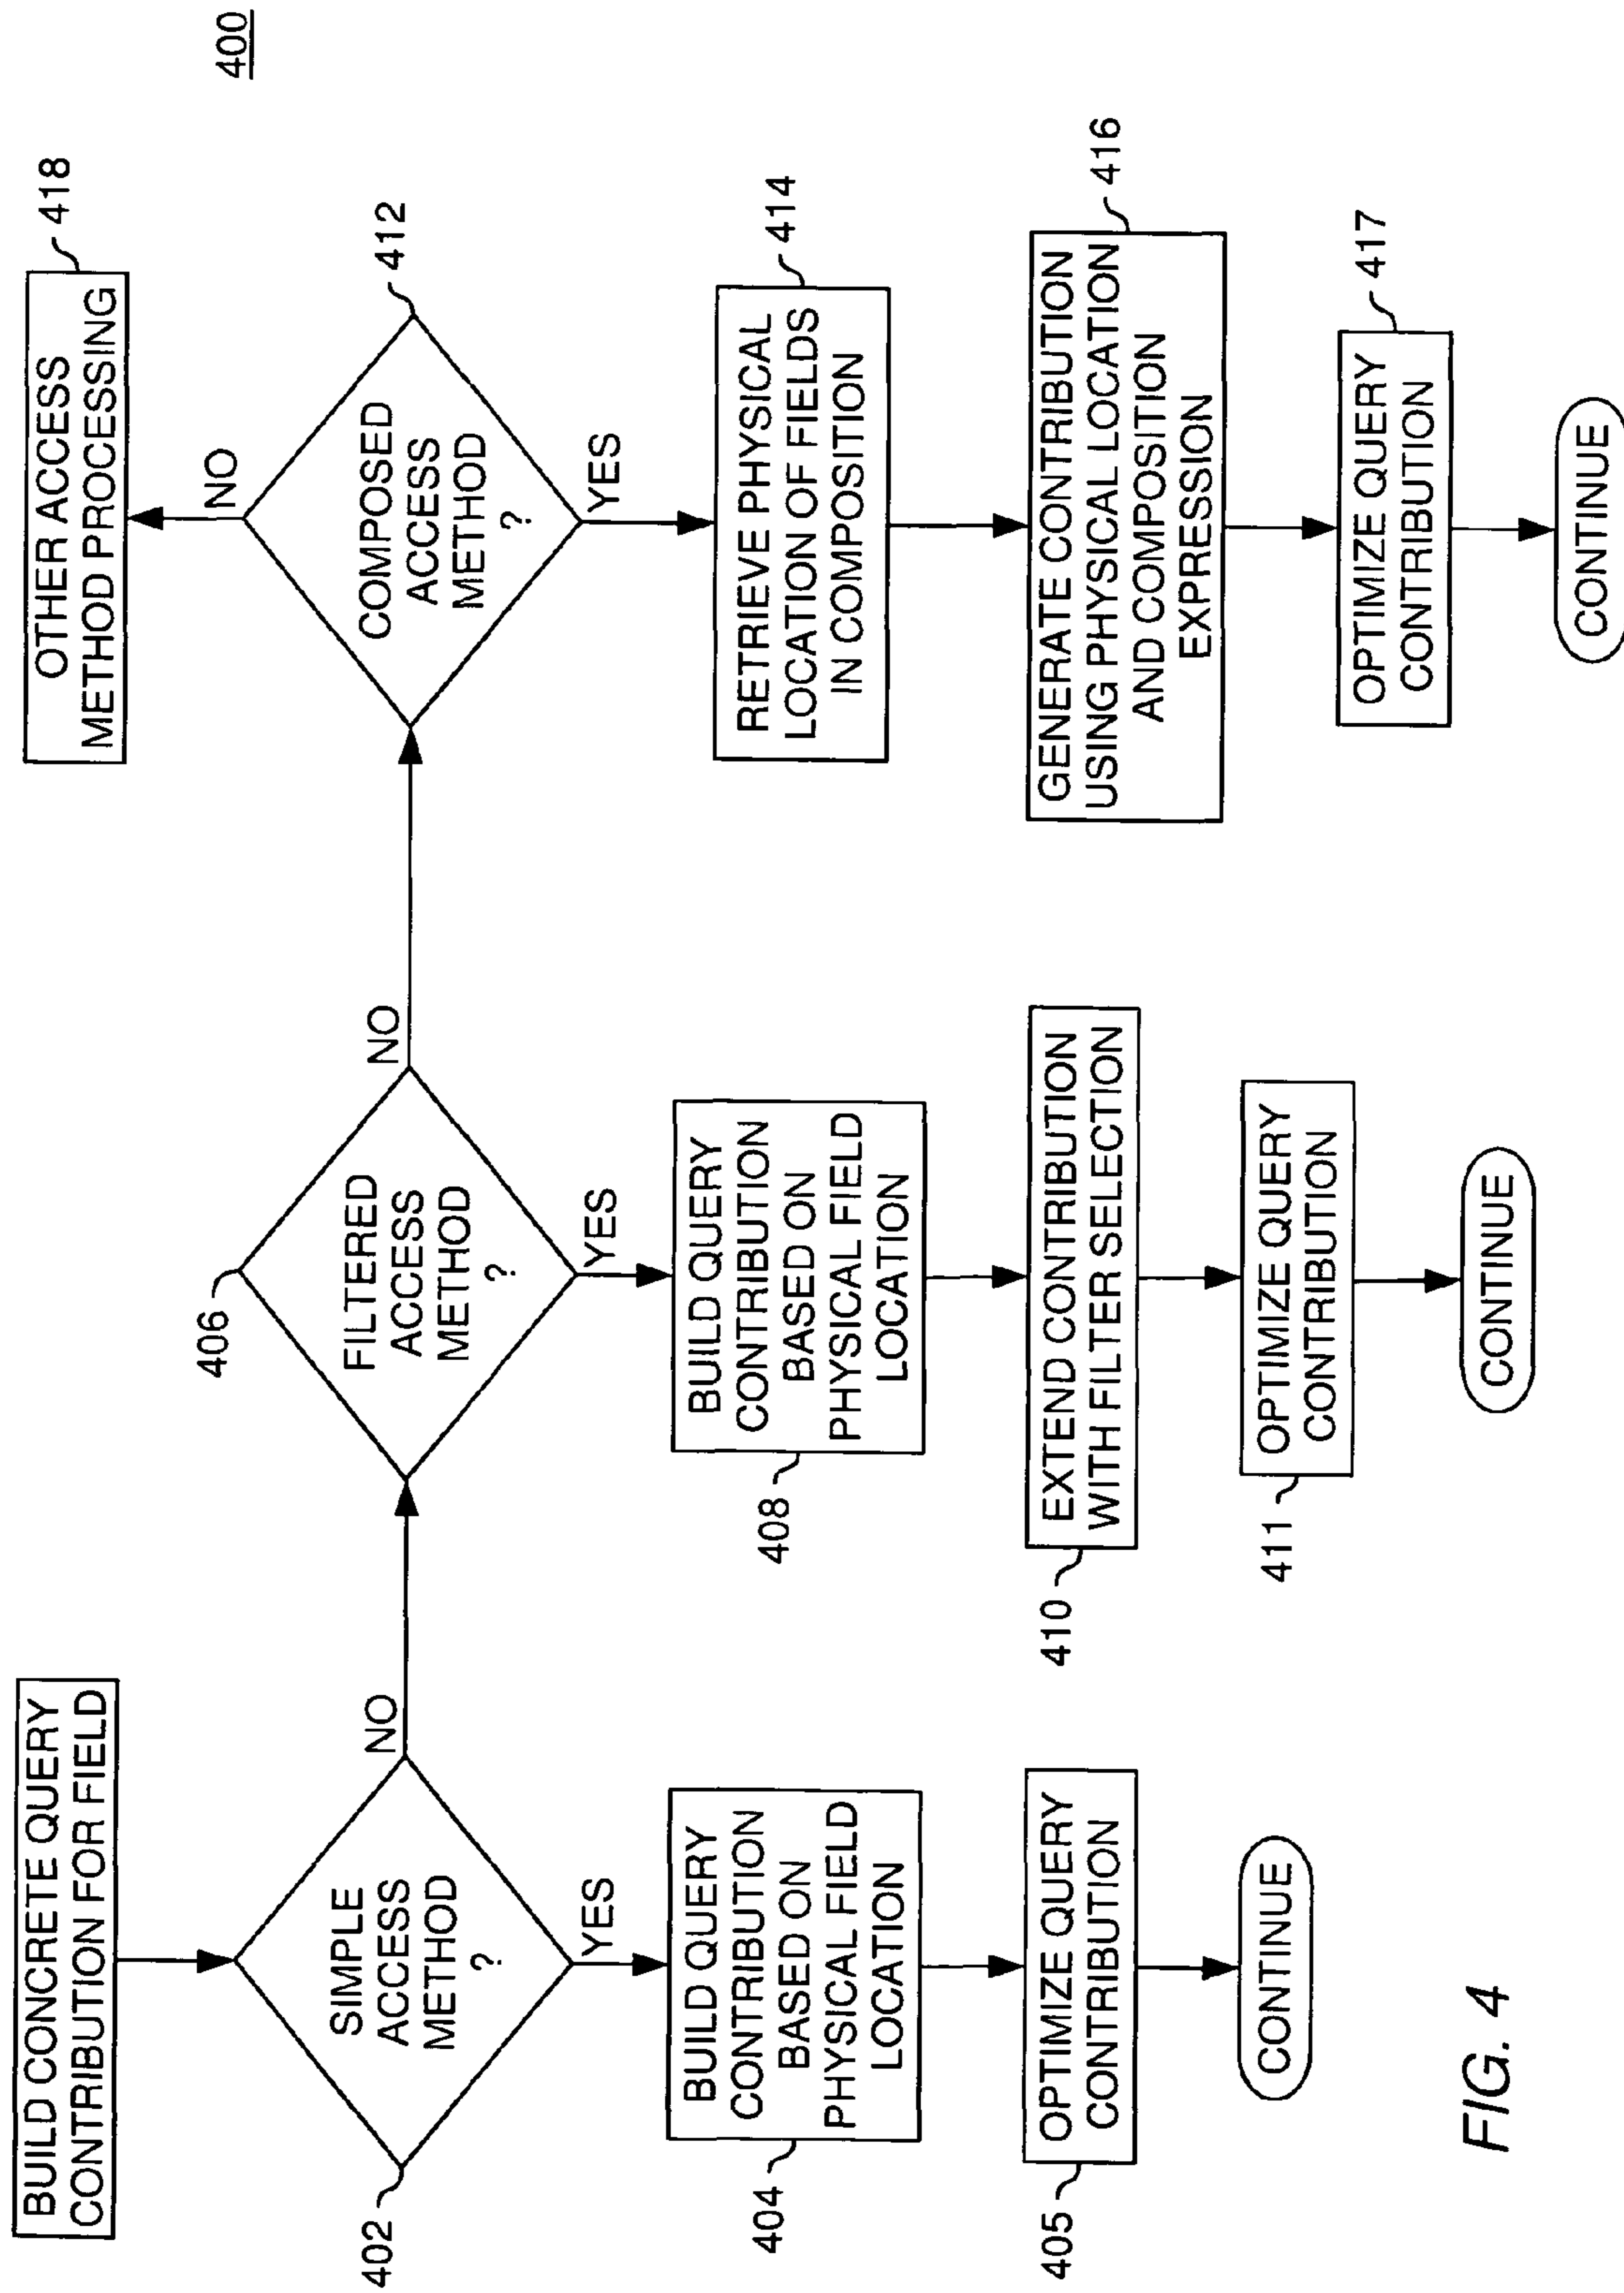 400
BUILD CONCRETE QUERY
CONTRIBUTION FOR FIELD
402
SIMPLE
ACCESS
METHOD
?
NO
YES
404
BUILD QUERY
CONTRIBUTION
BASED ON
PHYSICAL FIELD
LOCATION
405
OPTIMIZE QUERY
CONTRIBUTION
CONTINUE
406
FILTERED
ACCESS
METHOD
?
NO
YES
408
BUILD QUERY
CONTRIBUTION
BASED ON
PHYSICAL FIELD
LOCATION
410
EXTEND CONTRIBUTION
WITH FILTER SELECTION
411
OPTIMIZE QUERY
CONTRIBUTION
CONTINUE
412
COMPOSED
ACCESS
METHOD
?
NO
OTHER ACCESS
METHOD PROCESSING
418
YES
RETRIEVE PHYSICAL
LOCATION OF FIELDS
IN COMPOSITION
414
GENERATE CONTRIBUTION
USING PHYSICAL LOCATION
AND COMPOSITION
EXPRESSION
416
OPTIMIZE QUERY
CONTRIBUTION
417
CONTINUE
FIG. 4